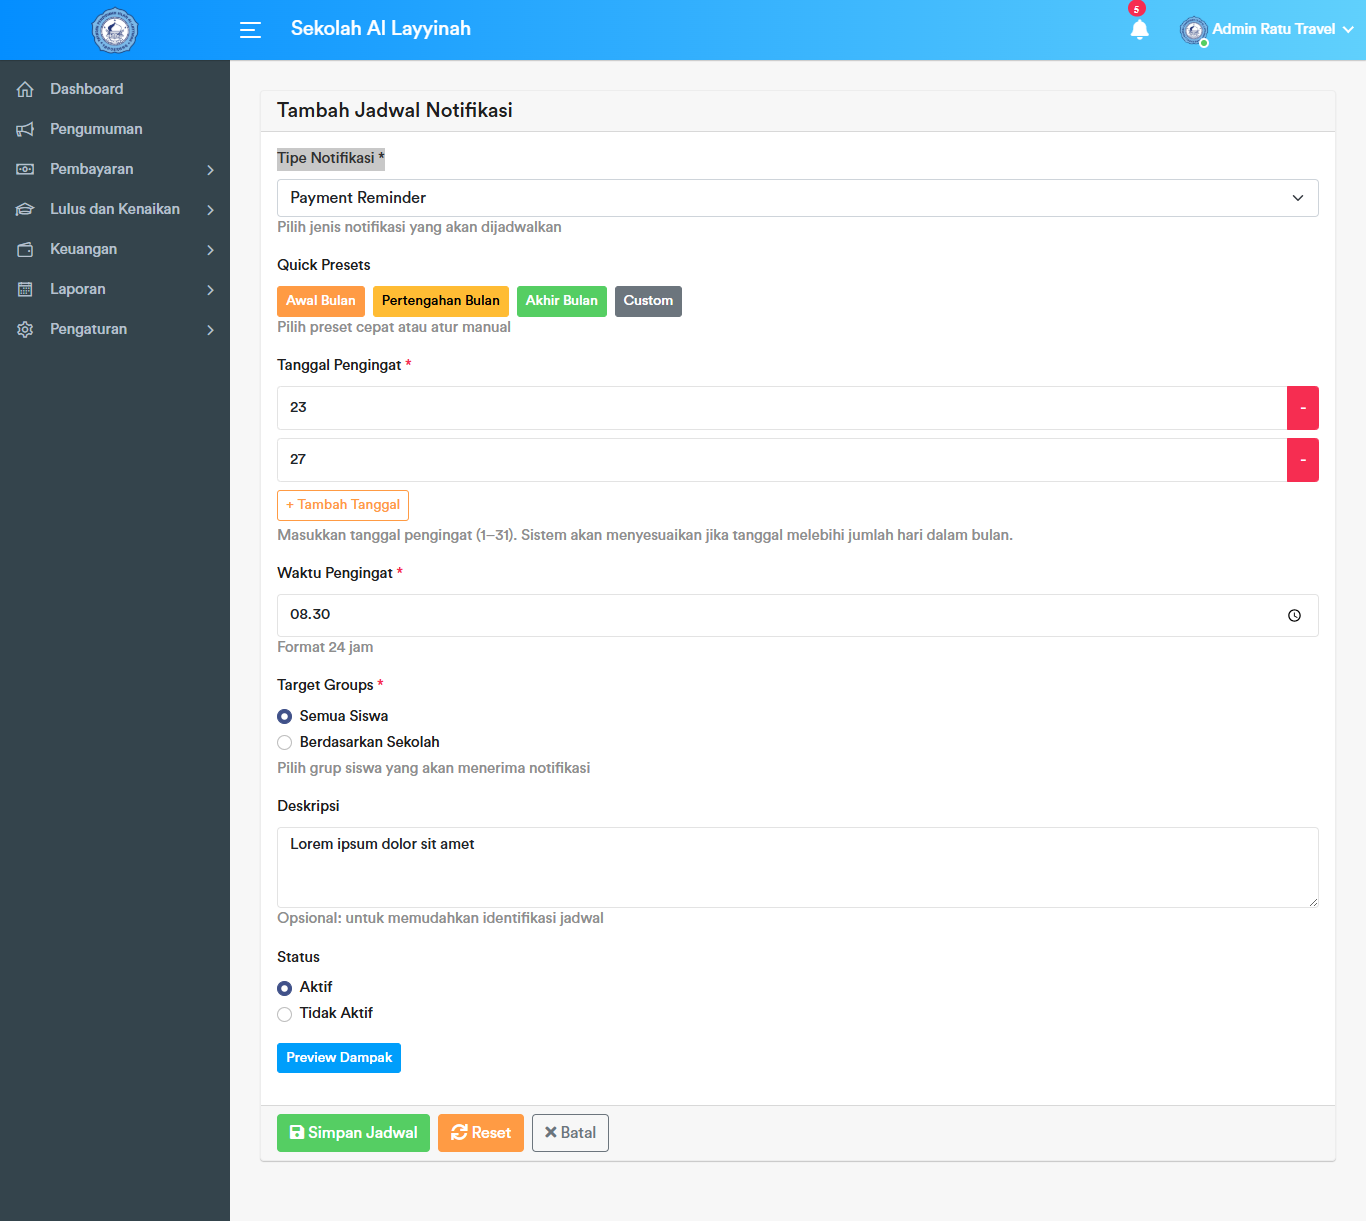 Sekolah Al Layyinah
5
Admin Ratu Travel
Dashboard
Pengumuman
Pembayaran
Lulus dan Kenaikan
Keuangan
Laporan
Pengaturan
Tambah Jadwal Notifikasi
Tipe Notifikasi *
Payment Reminder
Pilih jenis notifikasi yang akan dijadwalkan
Quick Presets
Awal Bulan Pertengahan Bulan Akhir Bulan Custom
Pilih preset cepat atau atur manual
Tanggal Pengingat *
23 -
27 -
+ Tambah Tanggal
Masukkan tanggal pengingat (1–31). Sistem akan menyesuaikan jika tanggal melebihi jumlah hari dalam bulan.
Waktu Pengingat *
08.30
Format 24 jam
Target Groups *
Semua Siswa
Berdasarkan Sekolah
Pilih grup siswa yang akan menerima notifikasi
Deskripsi
Lorem ipsum dolor sit amet
Opsional: untuk memudahkan identifikasi jadwal
Status
Aktif
Tidak Aktif
Preview Dampak
Simpan Jadwal Reset Batal